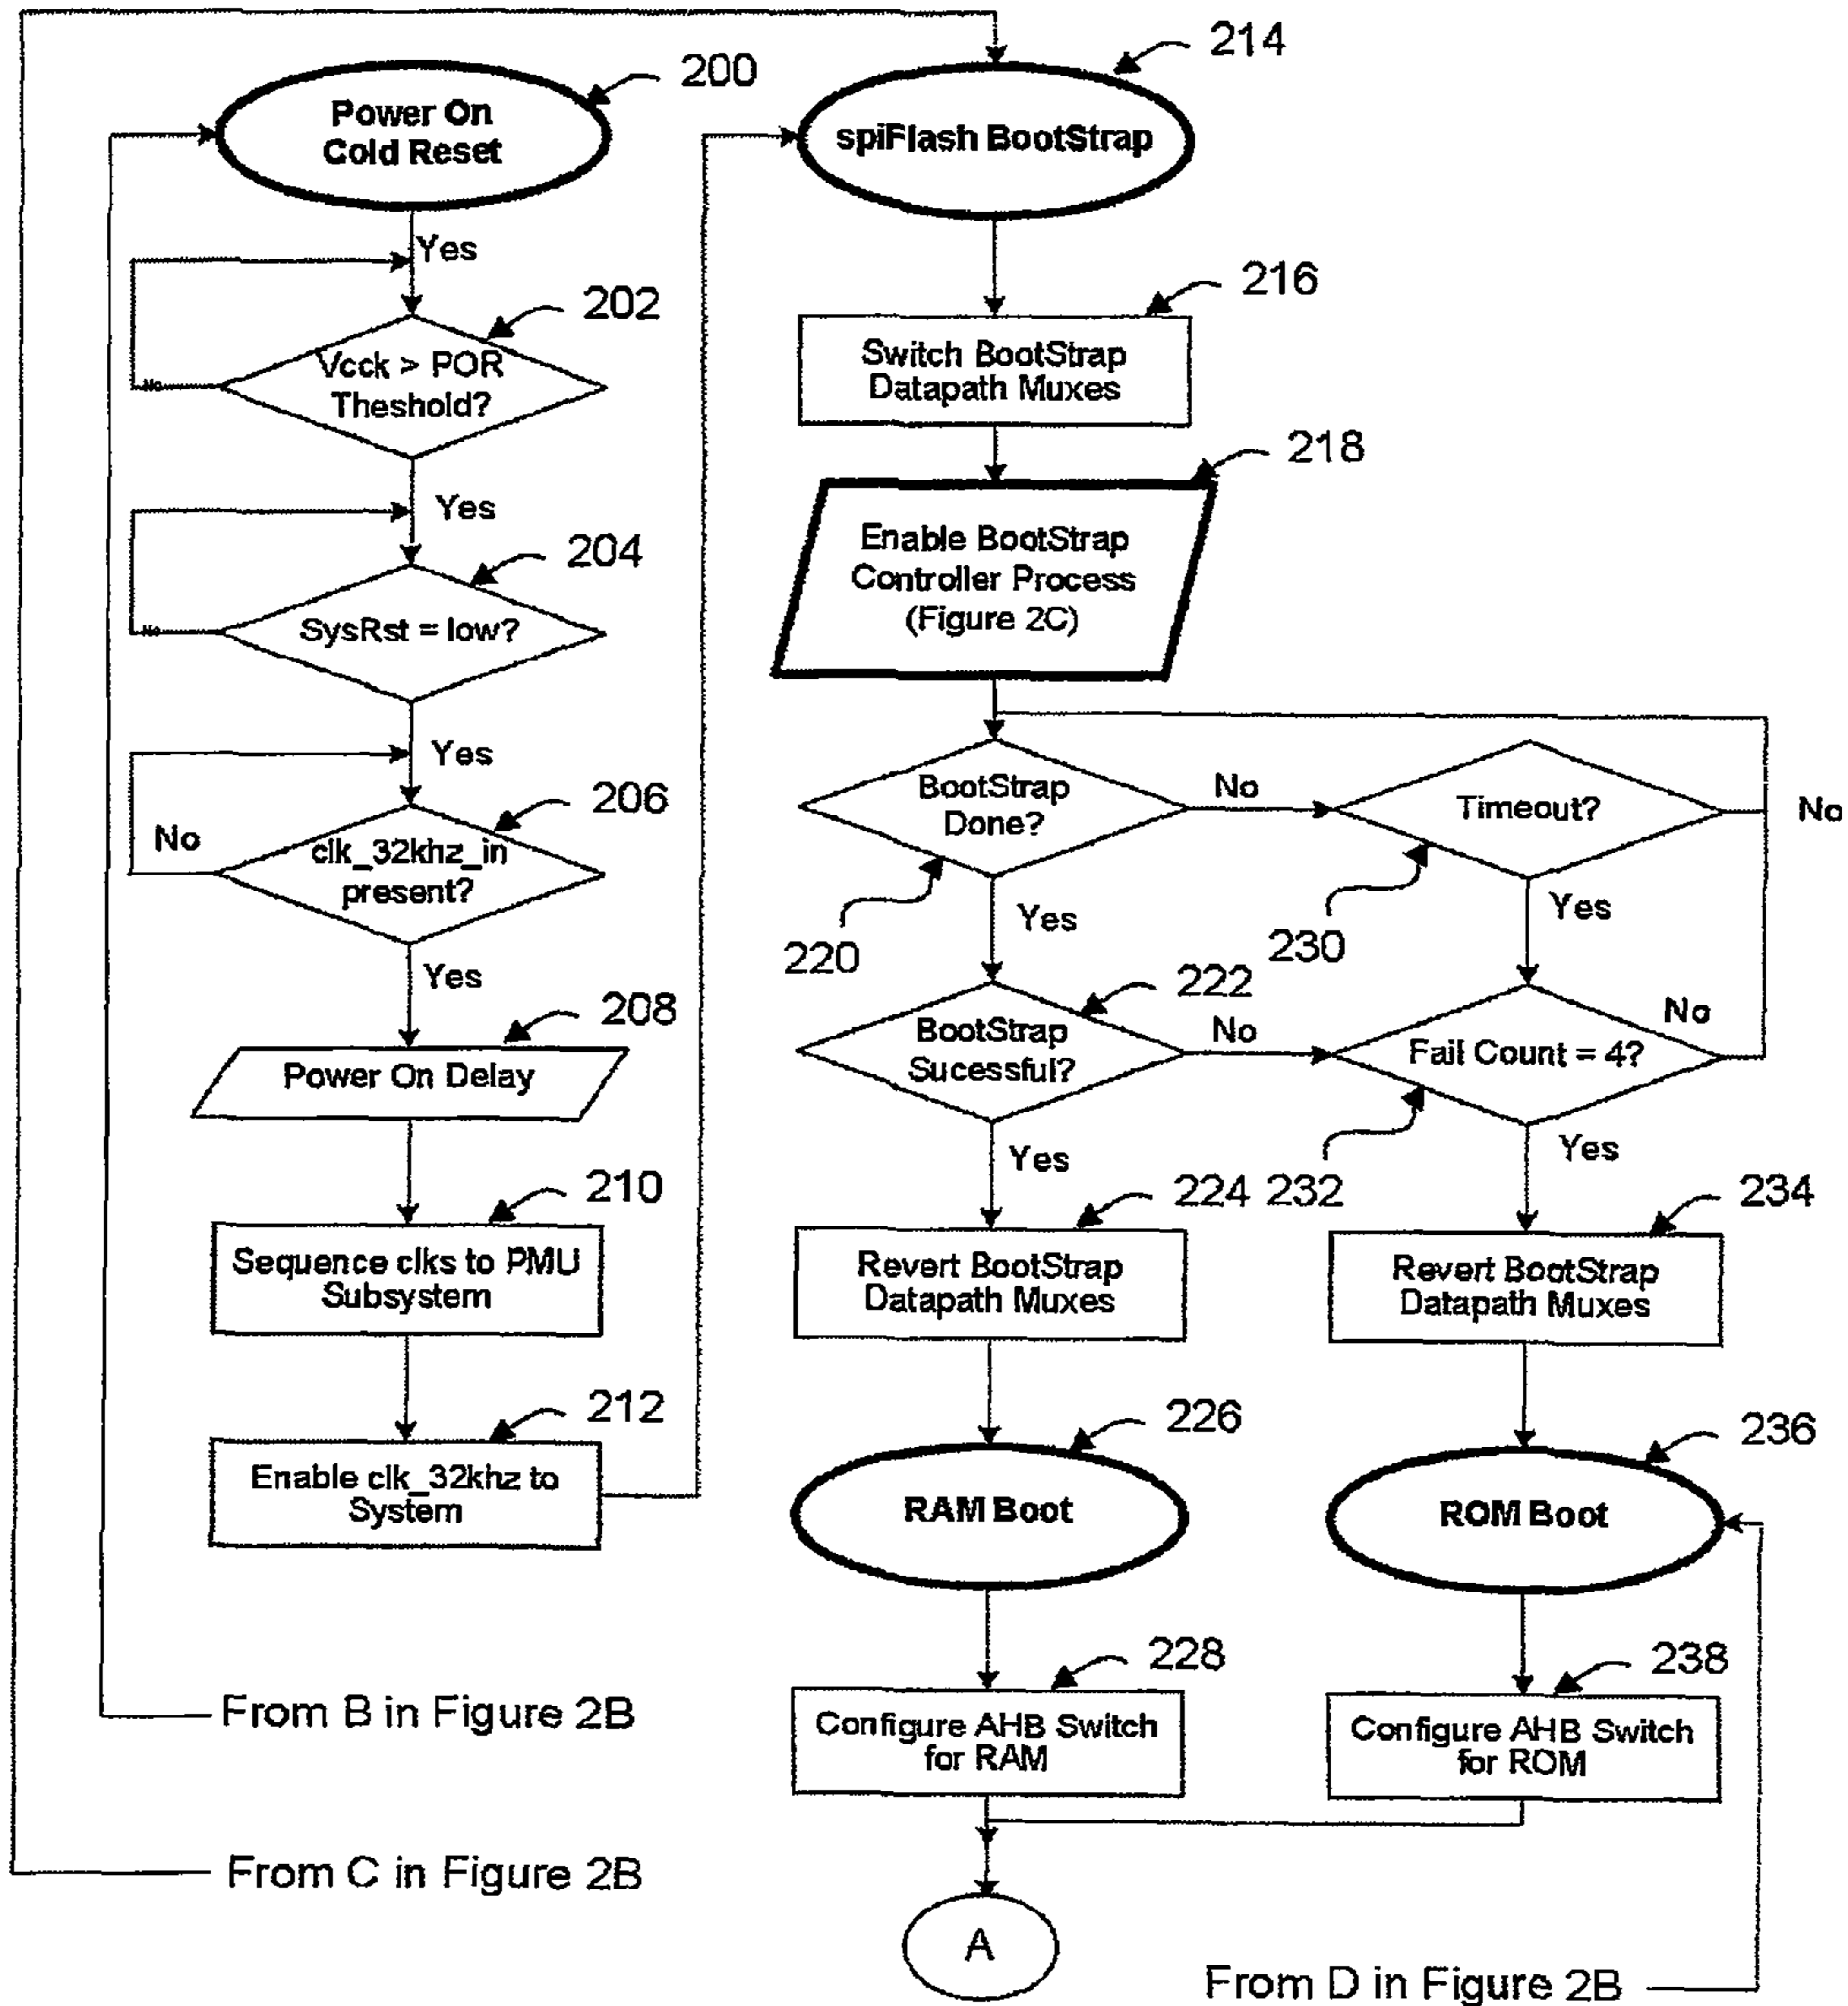 200
Power On
Cold Reset
Yes
202
Vcck > POR
Theshold?
No
Yes
204
SysRst = low?
No
Yes
206
clk_32khz_in
present?
No
Yes
208
Power On Delay
210
Sequence clks to PMU
Subsystem
212
Enable clk_32khz to
System
From B in Figure 2B
From C in Figure 2B
214
spiFlash BootStrap
216
Switch BootStrap
Datapath Muxes
218
Enable BootStrap
Controller Process
(Figure 2C)
BootStrap
Done?
No
220
Yes
222
BootStrap
Sucessful?
No
Yes
224
Revert BootStrap
Datapath Muxes
226
RAM Boot
228
Configure AHB Switch
for RAM
A
Timeout?
No
230
Yes
Fail Count = 4?
No
232
Yes
234
Revert BootStrap
Datapath Muxes
236
ROM Boot
238
Configure AHB Switch
for ROM
From D in Figure 2B